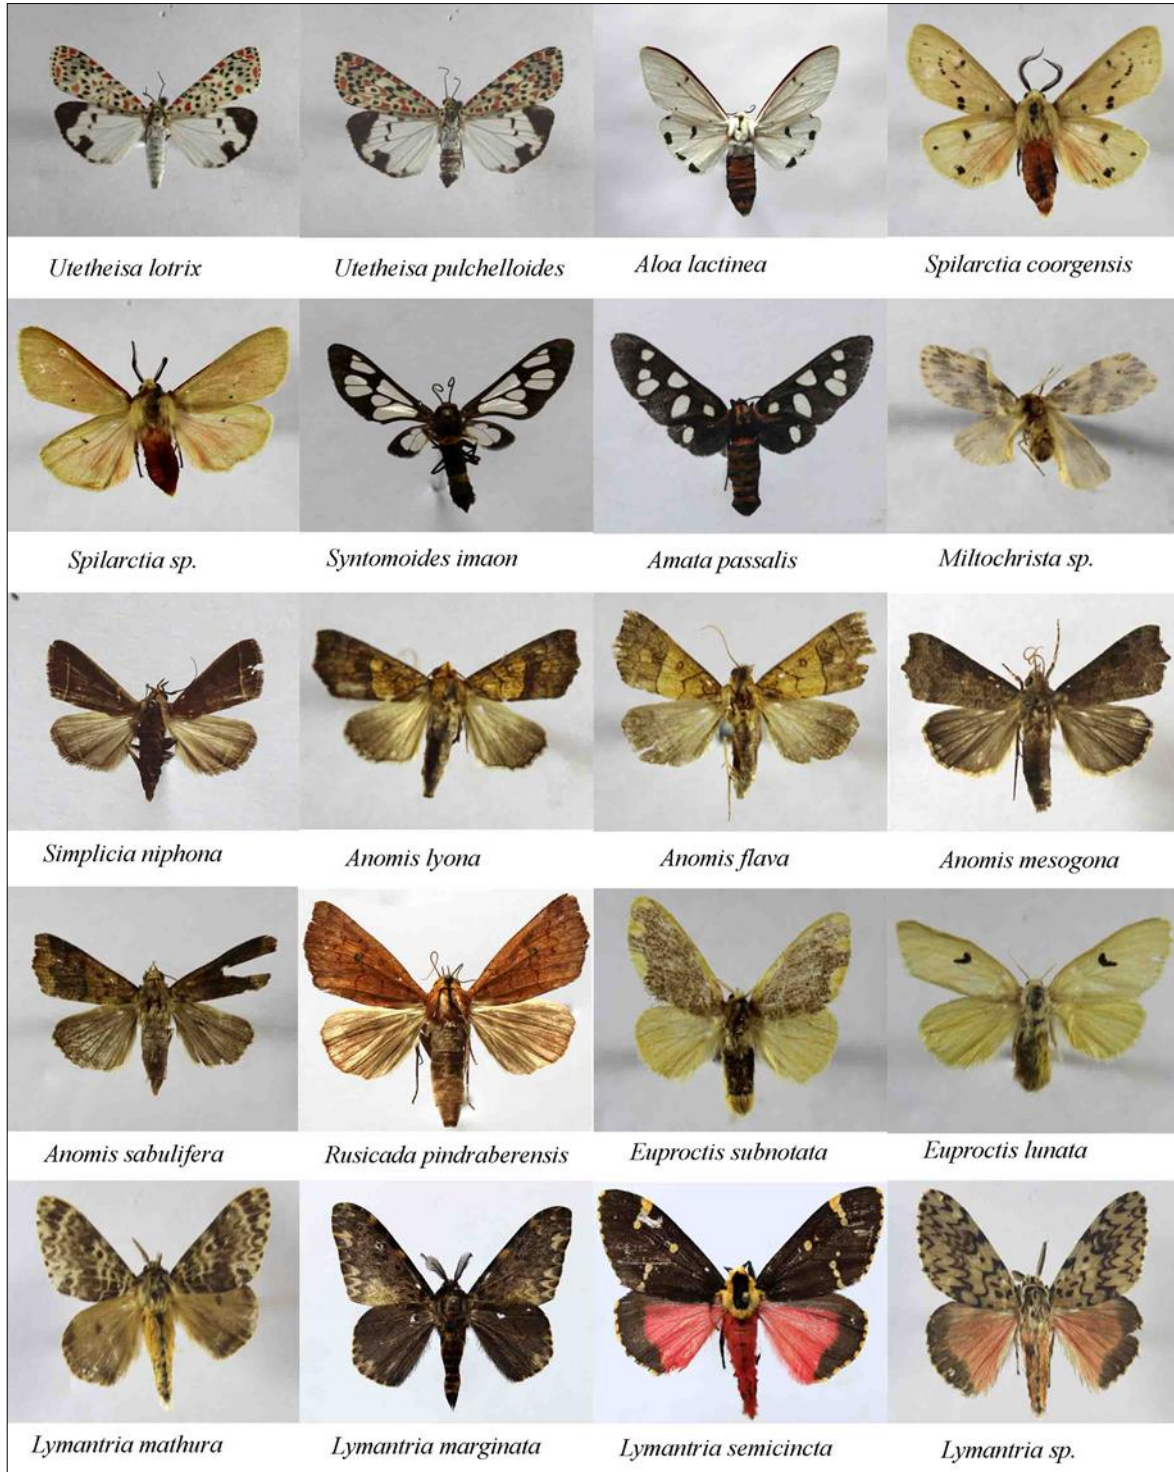 Utetheisa lotrix
Utetheisa pulchelloides
Aloa lactinea
Spilarctia coorgensis
Spilarctia sp.
Syntomoides imaon
Amata passalis
Miltochrista sp.
Simplicia niphona
Anomis lyona
Anomis flava
Anomis mesogona
Anomis sabulifera
Rusicada pindraberensis
Euproctis subnotata
Euproctis lunata
Lymantria mathura
Lymantria marginata
Lymantria semicincta
Lymantria sp.